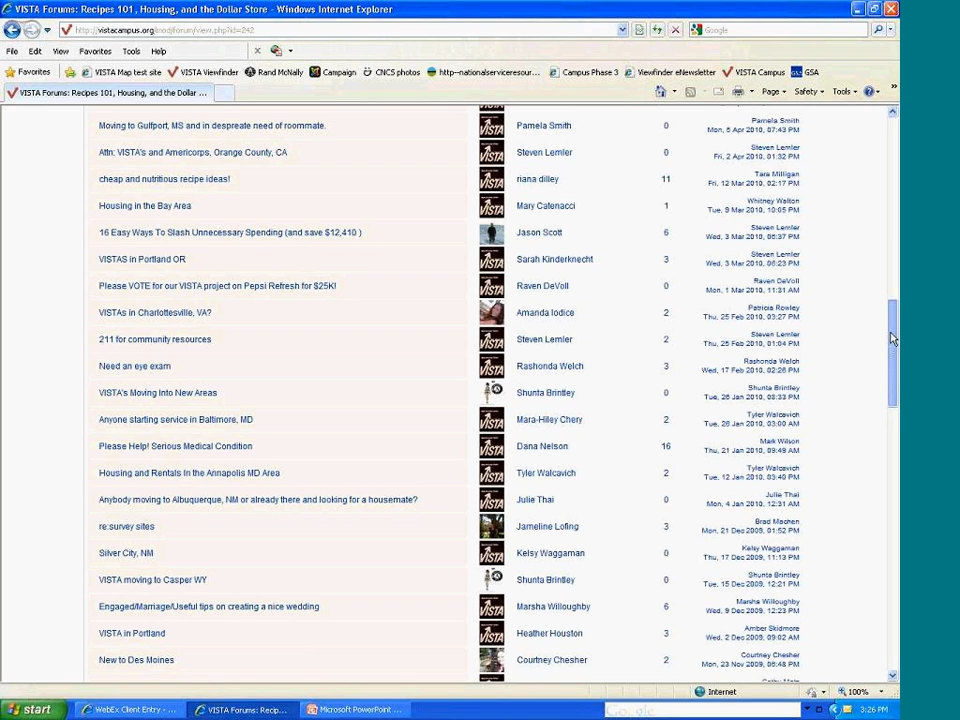 VISTA Forums: Recipes 101, Housing, and the Dollar Store - Windows Internet Explorer
http://vistacampus.org/mod/forum/view.php?id=242
Google
File Edit View Favorites Tools Help
Favorites VISTA Map test site VISTA Viewfinder Rand McNally Campaign CNCS photos http--nationalserviceresour... Campus Phase 3 Viewfinder eNewsletter VISTA Campus GSA
VISTA Forums: Recipes 101, Housing, and the Dollar ... Page Safety Tools
Moving to Gulfport, MS and in despreate need of roommate. Pamela Smith 0 Pamela Smith
Mon, 5 Apr 2010, 07:43 PM
Attn: VISTA's and Americorps, Orange County, CA Steven Lemler 0 Steven Lemler
Fri, 2 Apr 2010, 01:32 PM
cheap and nutritious recipe ideas! riana dilley 11 Tara Milligan
Fri, 12 Mar 2010, 02:17 PM
Housing in the Bay Area Mary Catenacci 1 Whitney Walton
Tue, 9 Mar 2010, 10:05 PM
16 Easy Ways To Slash Unnecessary Spending (and save $12,410 ) Jason Scott 6 Steven Lemler
Wed, 3 Mar 2010, 06:37 PM
VISTAS in Portland OR Sarah Kinderknecht 3 Steven Lemler
Wed, 3 Mar 2010, 06:23 PM
Please VOTE for our VISTA project on Pepsi Refresh for $25K! Raven DeVoll 0 Raven DeVoll
Mon, 1 Mar 2010, 11:31 AM
VISTAs in Charlottesville, VA? Amanda Iodice 2 Patricia Rowley
Thu, 25 Feb 2010, 03:27 PM
211 for community resources Steven Lemler 2 Steven Lemler
Thu, 25 Feb 2010, 01:04 PM
Need an eye exam Rashonda Welch 3 Rashonda Welch
Wed, 17 Feb 2010, 02:26 PM
VISTA's Moving Into New Areas Shunta Brintley 0 Shunta Brintley
Tue, 26 Jan 2010, 08:33 PM
Anyone starting service in Baltimore, MD Mara-Hiley Chery 2 Tyler Walcavich
Tue, 26 Jan 2010, 03:00 AM
Please Help! Serious Medical Condition Dana Nelson 16 Mark Wilson
Thu, 21 Jan 2010, 09:49 AM
Housing and Rentals In the Annapolis MD Area Tyler Walcavich 2 Tyler Walcavich
Tue, 12 Jan 2010, 03:40 PM
Anybody moving to Albuquerque, NM or already there and looking for a housemate? Julie Thai 0 Julie Thai
Mon, 4 Jan 2010, 12:31 AM
re:survey sites Jameline Lofing 3 Brad Machen
Mon, 21 Dec 2009, 01:52 PM
Silver City, NM Kelsy Waggaman 0 Kelsy Waggaman
Thu, 17 Dec 2009, 11:13 PM
VISTA moving to Casper WY Shunta Brintley 0 Shunta Brintley
Tue, 15 Dec 2009, 12:21 PM
Engaged/Marriage/Useful tips on creating a nice wedding Marsha Willoughby 6 Marsha Willoughby
Wed, 9 Dec 2009, 12:23 PM
VISTA in Portland Heather Houston 3 Amber Skidmore
Wed, 2 Dec 2009, 09:02 AM
New to Des Moines Courtney Chesher 2 Courtney Chesher
Mon, 23 Nov 2009, 06:48 PM
Internet 100%
start WebEx Client Entry - ... VISTA Forums: Recip... Microsoft PowerPoint ... Google 3:26 PM